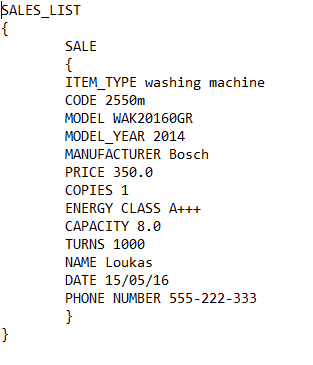 SALES_LIST
{
SALE
{
ITEM_TYPE washing machine
CODE 2550m
MODEL WAK20160GR
MODEL_YEAR 2014
MANUFACTURER Bosch
PRICE 350.0
COPIES 1
ENERGY CLASS A+++
CAPACITY 8.0
TURNS 1000
NAME Loukas
DATE 15/05/16
PHONE NUMBER 555-222-333
}
}